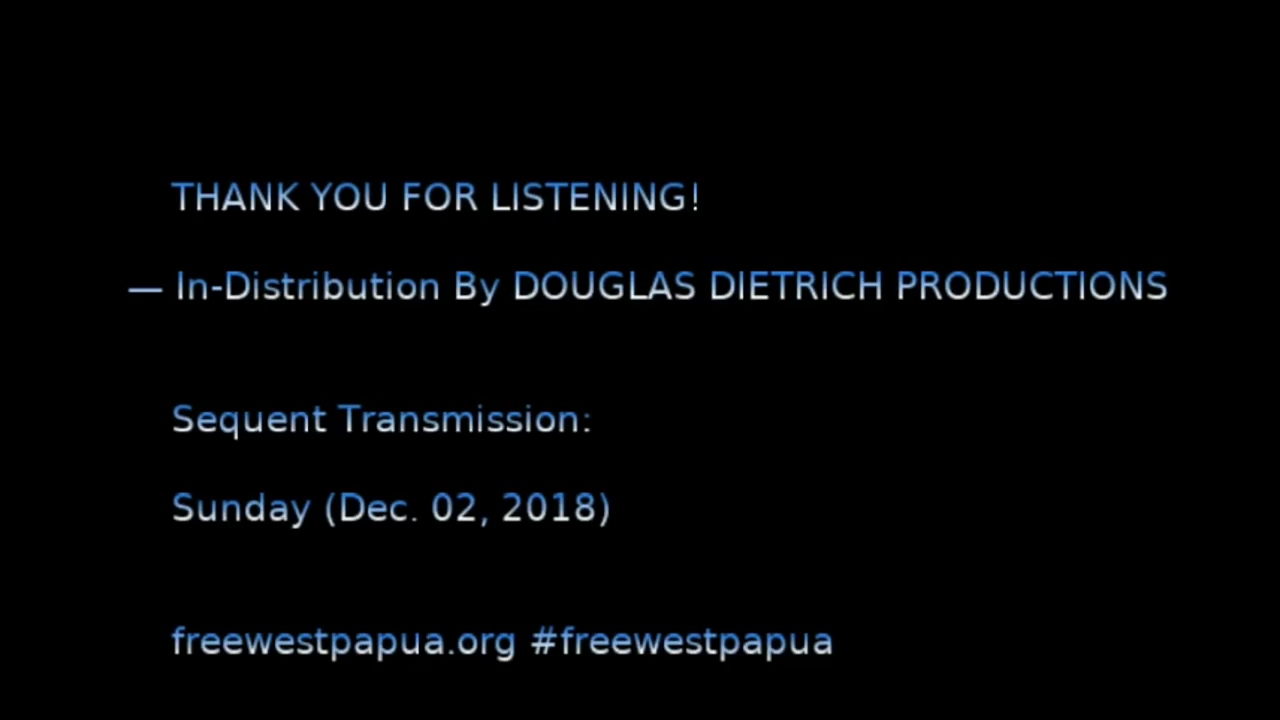 THANK YOU FOR LISTENING!
— In-Distribution By DOUGLAS DIETRICH PRODUCTIONS
Sequent Transmission:
Sunday (Dec. 02, 2018)
freewestpapua.org #freewestpapua